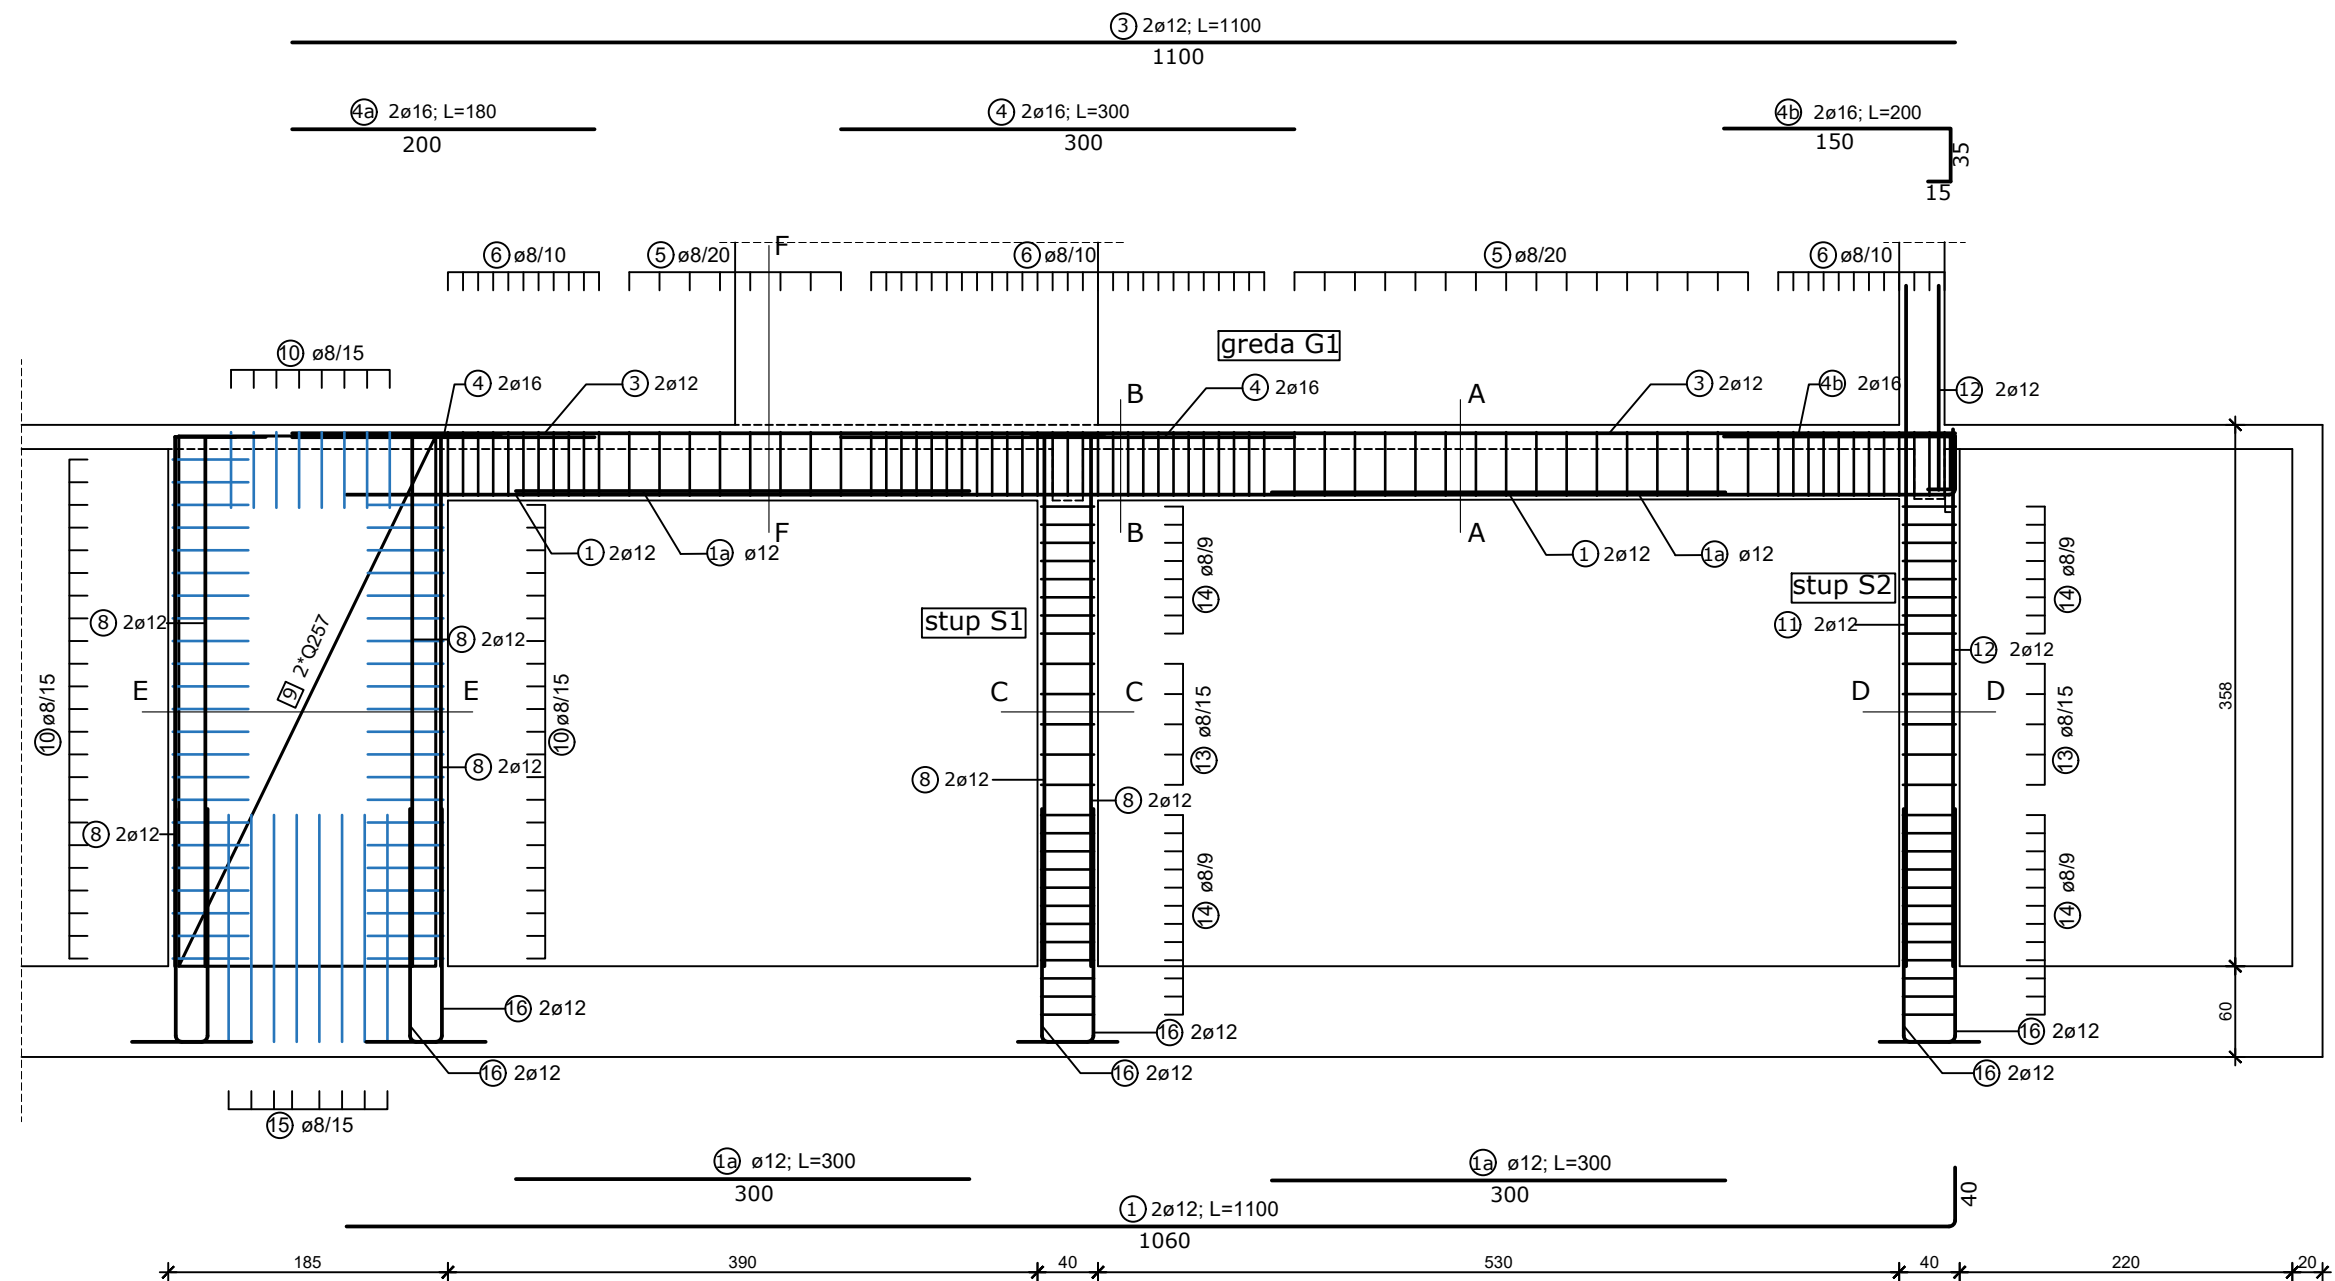 3 2ø12; L=1100
1100
4a 2ø16; L=180
200
4 2ø16; L=300
300
4b 2ø16; L=200
150
35
15
F
6 ø8/10
5 ø8/20
6 ø8/10
5 ø8/20
6 ø8/10
greda G1
10 ø8/15
4 2ø16
3 2ø12
B
4 2ø16
A
3 2ø12
4b 2ø16
12 2ø12
F
B
A
1 2ø12
1a ø12
1 2ø12
1a ø12
14 ø8/9
14 ø8/9
stup S2
stup S1
8 2ø12
8 2ø12
11 2ø12
12 2ø12
9 2*Q257
E
E
C
C
D
D
10 ø8/15
10 ø8/15
13 ø8/15
13 ø8/15
358
8 2ø12
8 2ø12
8 2ø12
8 2ø12
14 ø8/9
14 ø8/9
16 2ø12
16 2ø12
16 2ø12
60
16 2ø12
16 2ø12
16 2ø12
15 ø8/15
1a ø12; L=300
300
1a ø12; L=300
300
40
1 2ø12; L=1100
1060
185
390
40
530
40
220
20